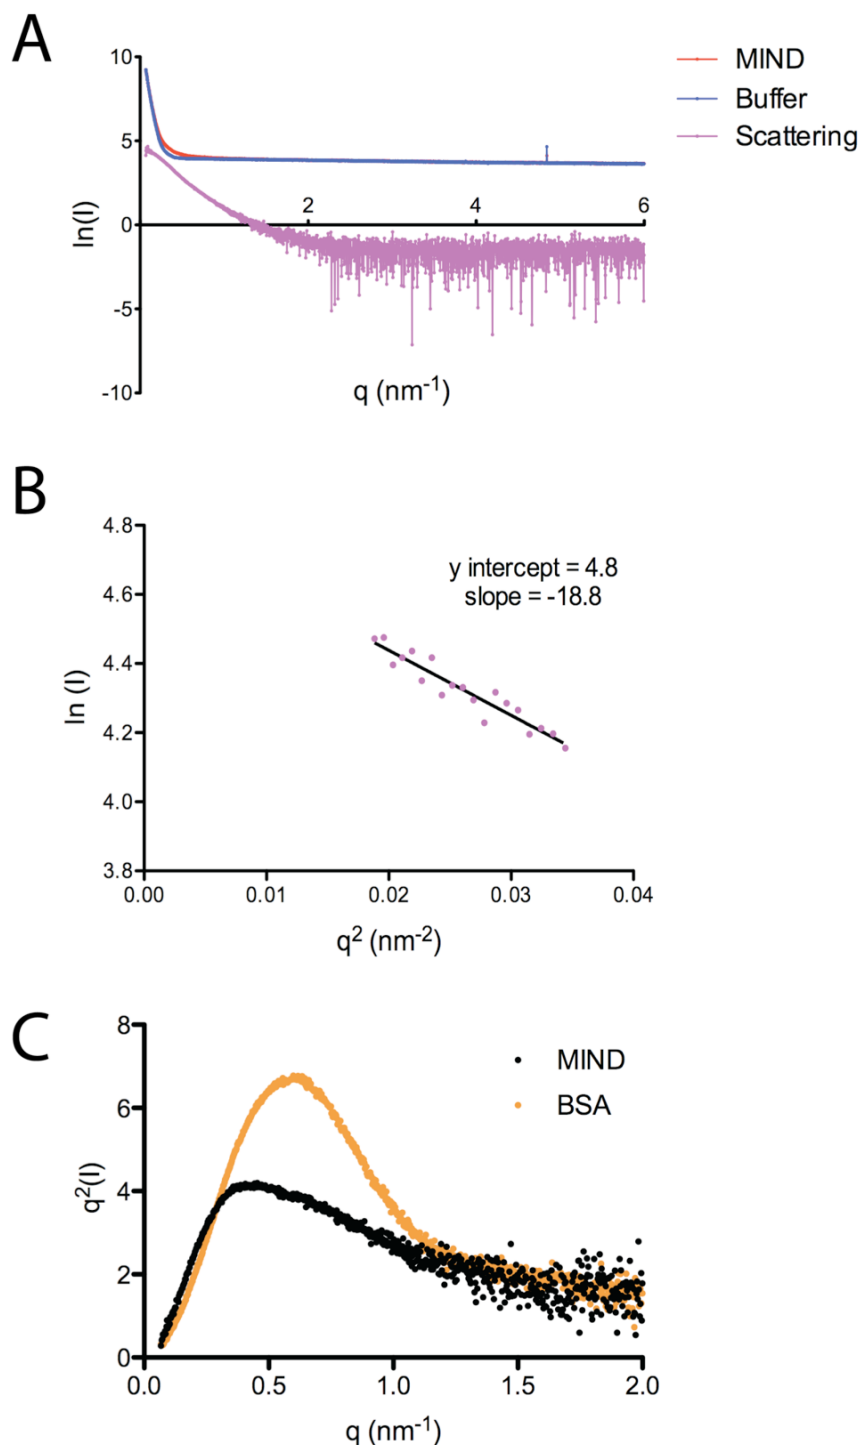 A
10
5
0
-5
-10
ln(I)
2
4
6
q (nm-1)
MIND
Buffer
Scattering
B
4.8
4.6
4.4
4.2
4.0
3.8
ln (I)
y intercept = 4.8
slope = -18.8
0.00
0.01
0.02
0.03
0.04
q2 (nm-2)
C
8
6
4
2
0
q2(I)
MIND
BSA
0.0
0.5
1.0
1.5
2.0
q (nm-1)